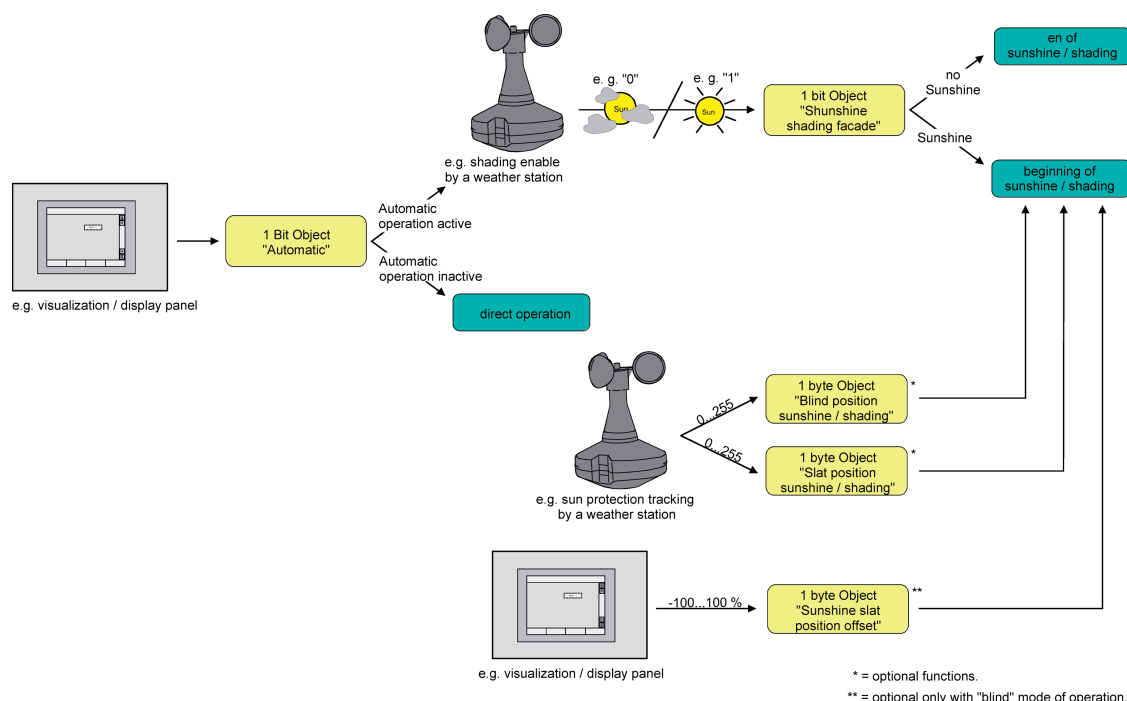 en of
sunshine / shading
no
Sunshine
e. g. "0"
e. g. "1"
Sun
Sun
1 bit Object
"Shunshine
shading facade"
Sunshine
e.g. shading enable
by a weather station
beginning of
sunshine / shading
Automatic
operation active
1 Bit Object
"Automatic"
Automatic
operation inactive
e.g. visualization / display panel
direct operation
0...255
1 byte Object
"Blind position
sunshine / shading"
*
0...255
1 byte Object
"Slat position
sunshine / shading"
*
e.g. sun protection tracking
by a weather station
-100...100 %
1 byte Object
"Sunshine slat
position offset"
**
e.g. visualization / display panel
* = optional functions.
** = optional only with "blind" mode of operation.